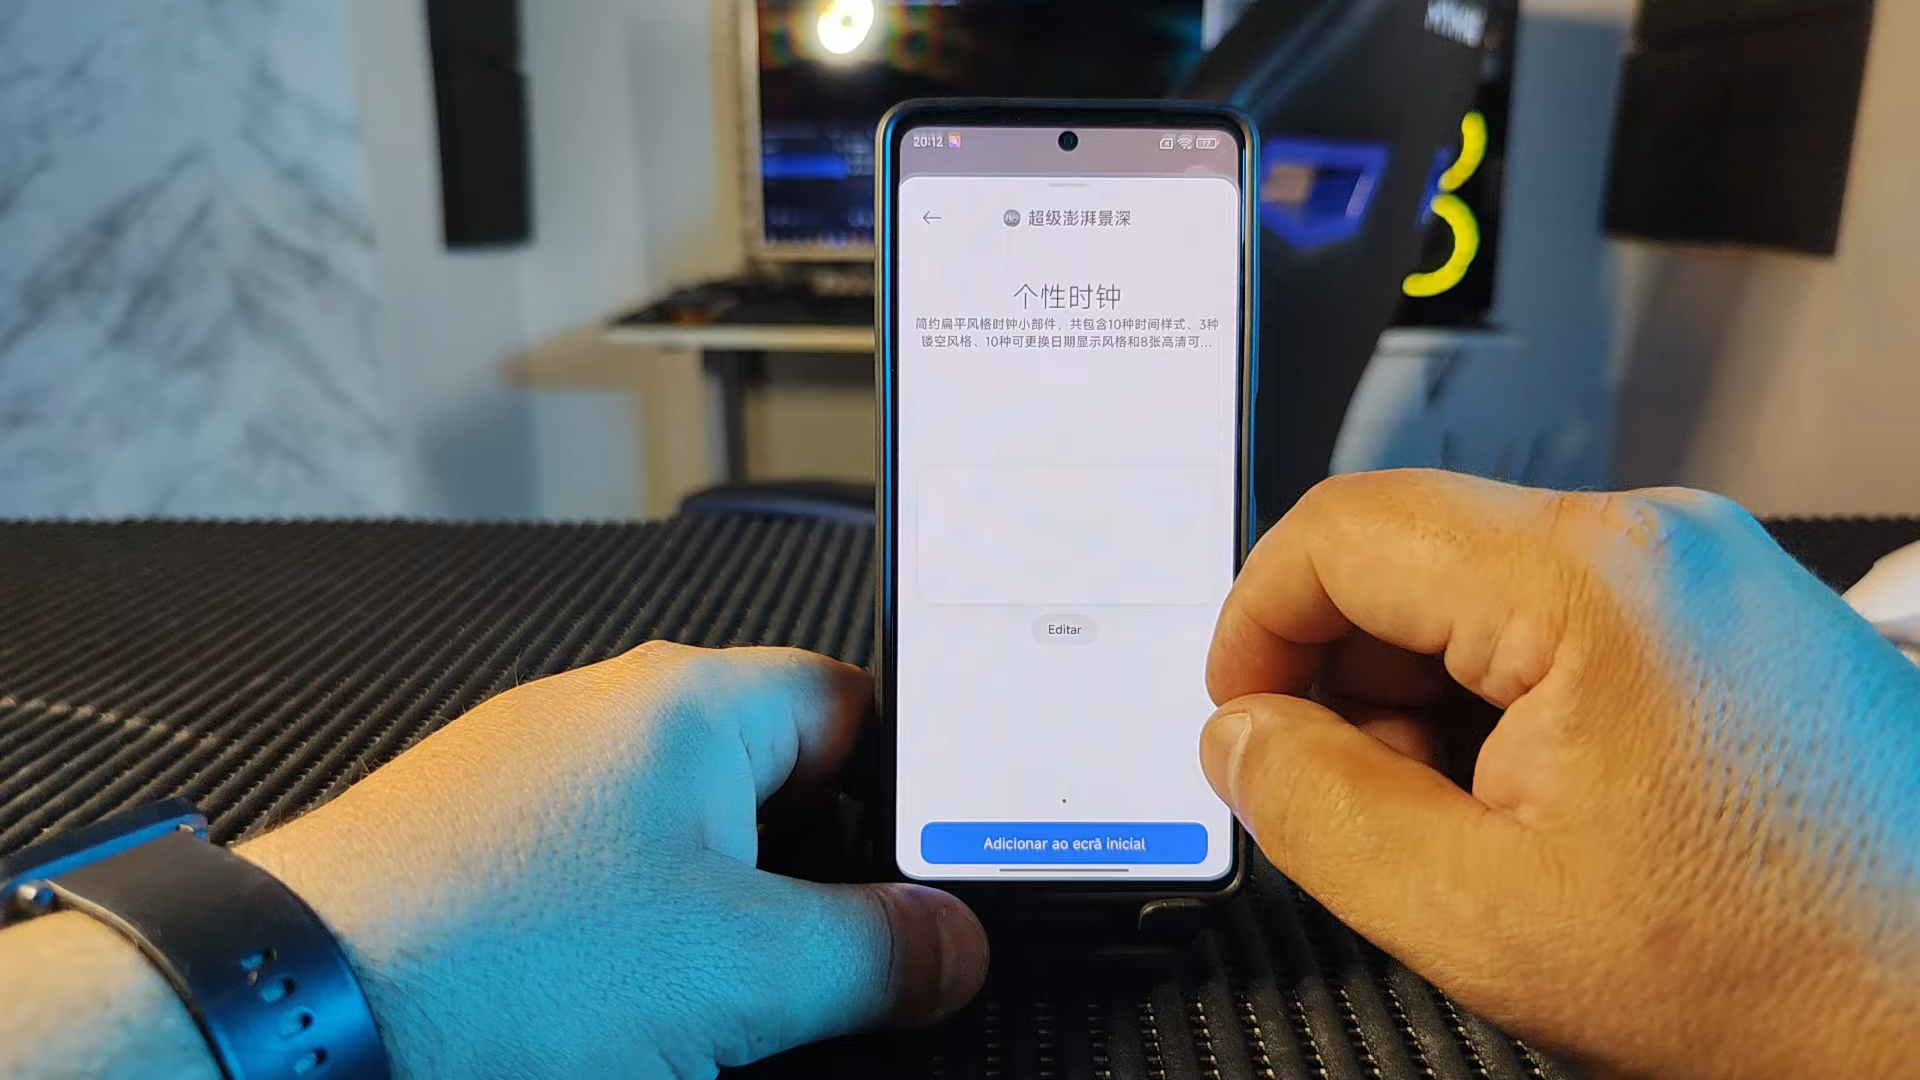 20:12
77
超级澎湃景深
个性时钟
简约扁平风格时钟小部件，共包含10种时间样式、3种
镂空风格、10种可更换日期显示风格和8张高清可...
Editar
Adicionar ao ecrã inicial